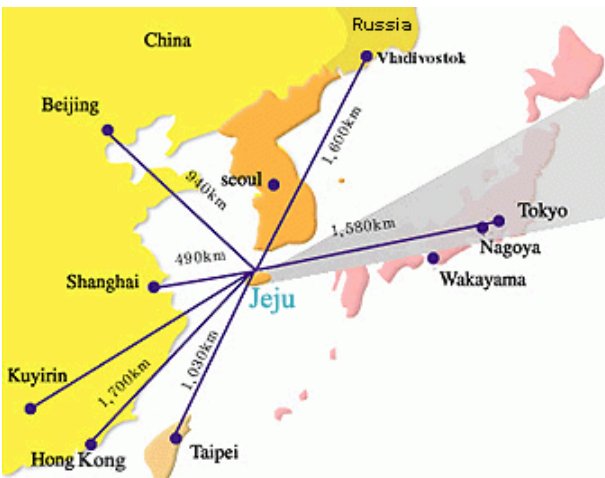 Russia
China
Vladivostok
Beijing
1,600km
940km
seoul
Tokyo
1,580km
490km
Nagoya
Shanghai
Wakayama
Jeju
1,030km
Kuyirin
1,700km
Hong Kong
Taipei